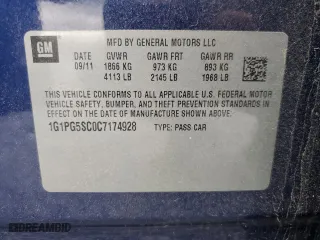 MFD BY GENERAL MOTORS LLC
GM
DATE GVWR GAWR FRT GAWR RR
09/11 1866 KG 973 KG 893 KG
4113 LB 2145 LB 1968 LB
THIS VEHICLE CONFORMS TO ALL APPLICABLE U.S. FEDERAL MOTOR
VEHICLE SAFETY, BUMPER, AND THEFT PREVENTION STANDARDS
IN EFFECT ON THE DATE OF MANUFACTURE SHOWN ABOVE.
1G1PG5SC0C7174928 TYPE: PASS CAR